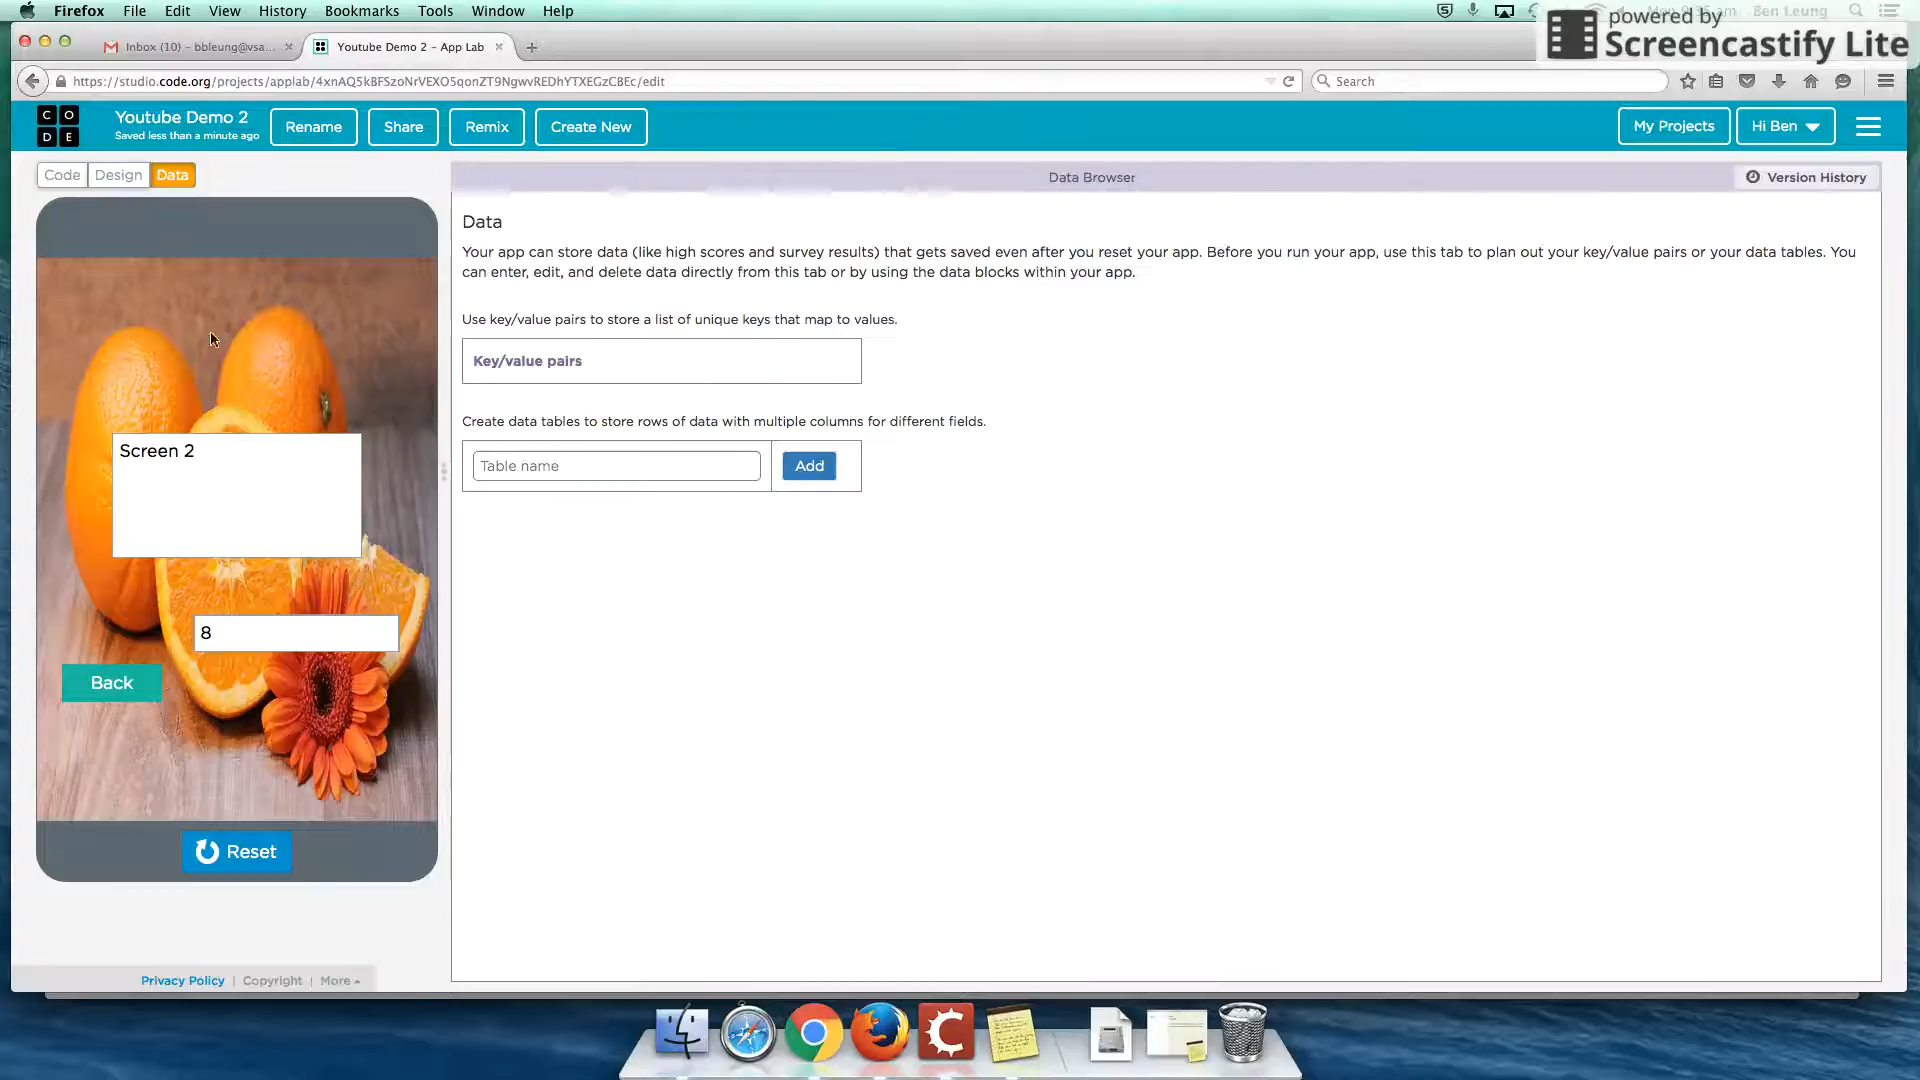 Firefox File Edit View History Bookmarks Tools Window Help
Ben Leung
powered by
Screencastify Lite
Inbox (10) – bbleung@vsa...
Youtube Demo 2 – App Lab
https://studio.code.org/projects/applab/4xnAQ5kBFSzoNrVEXO5qonZT9NgwvREDhYTXEGzCBEc/edit
Search
CODE
Youtube Demo 2
Saved less than a minute ago
Rename
Share
Remix
Create New
My Projects
Hi Ben
Code
Design
Data
Data Browser
Version History
Data
Your app can store data (like high scores and survey results) that gets saved even after you reset your app. Before you run your app, use this tab to plan out your key/value pairs or your data tables. You
can enter, edit, and delete data directly from this tab or by using the data blocks within your app.
Use key/value pairs to store a list of unique keys that map to values.
Key/value pairs
Create data tables to store rows of data with multiple columns for different fields.
Table name
Add
Screen 2
8
Back
Reset
Privacy Policy | Copyright | More